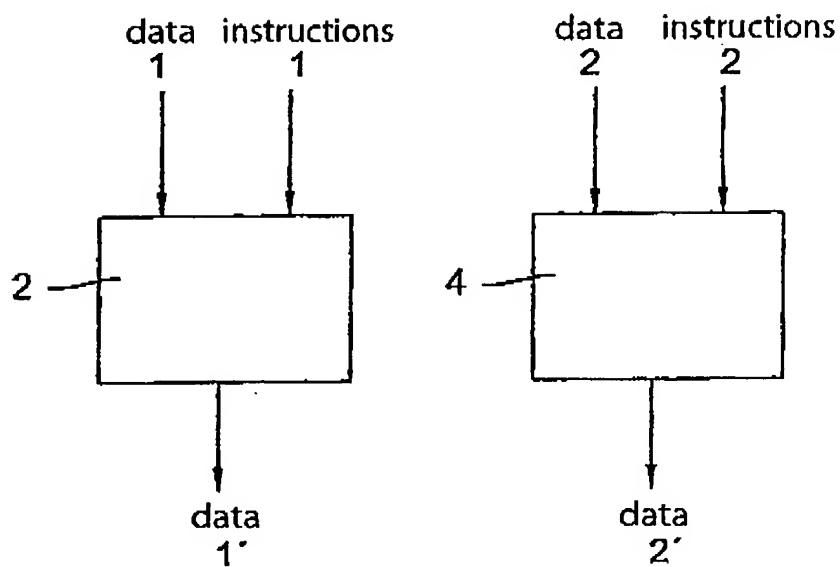 data instructions data instructions
1 1 2 2
2 4
data data
1´ 2´